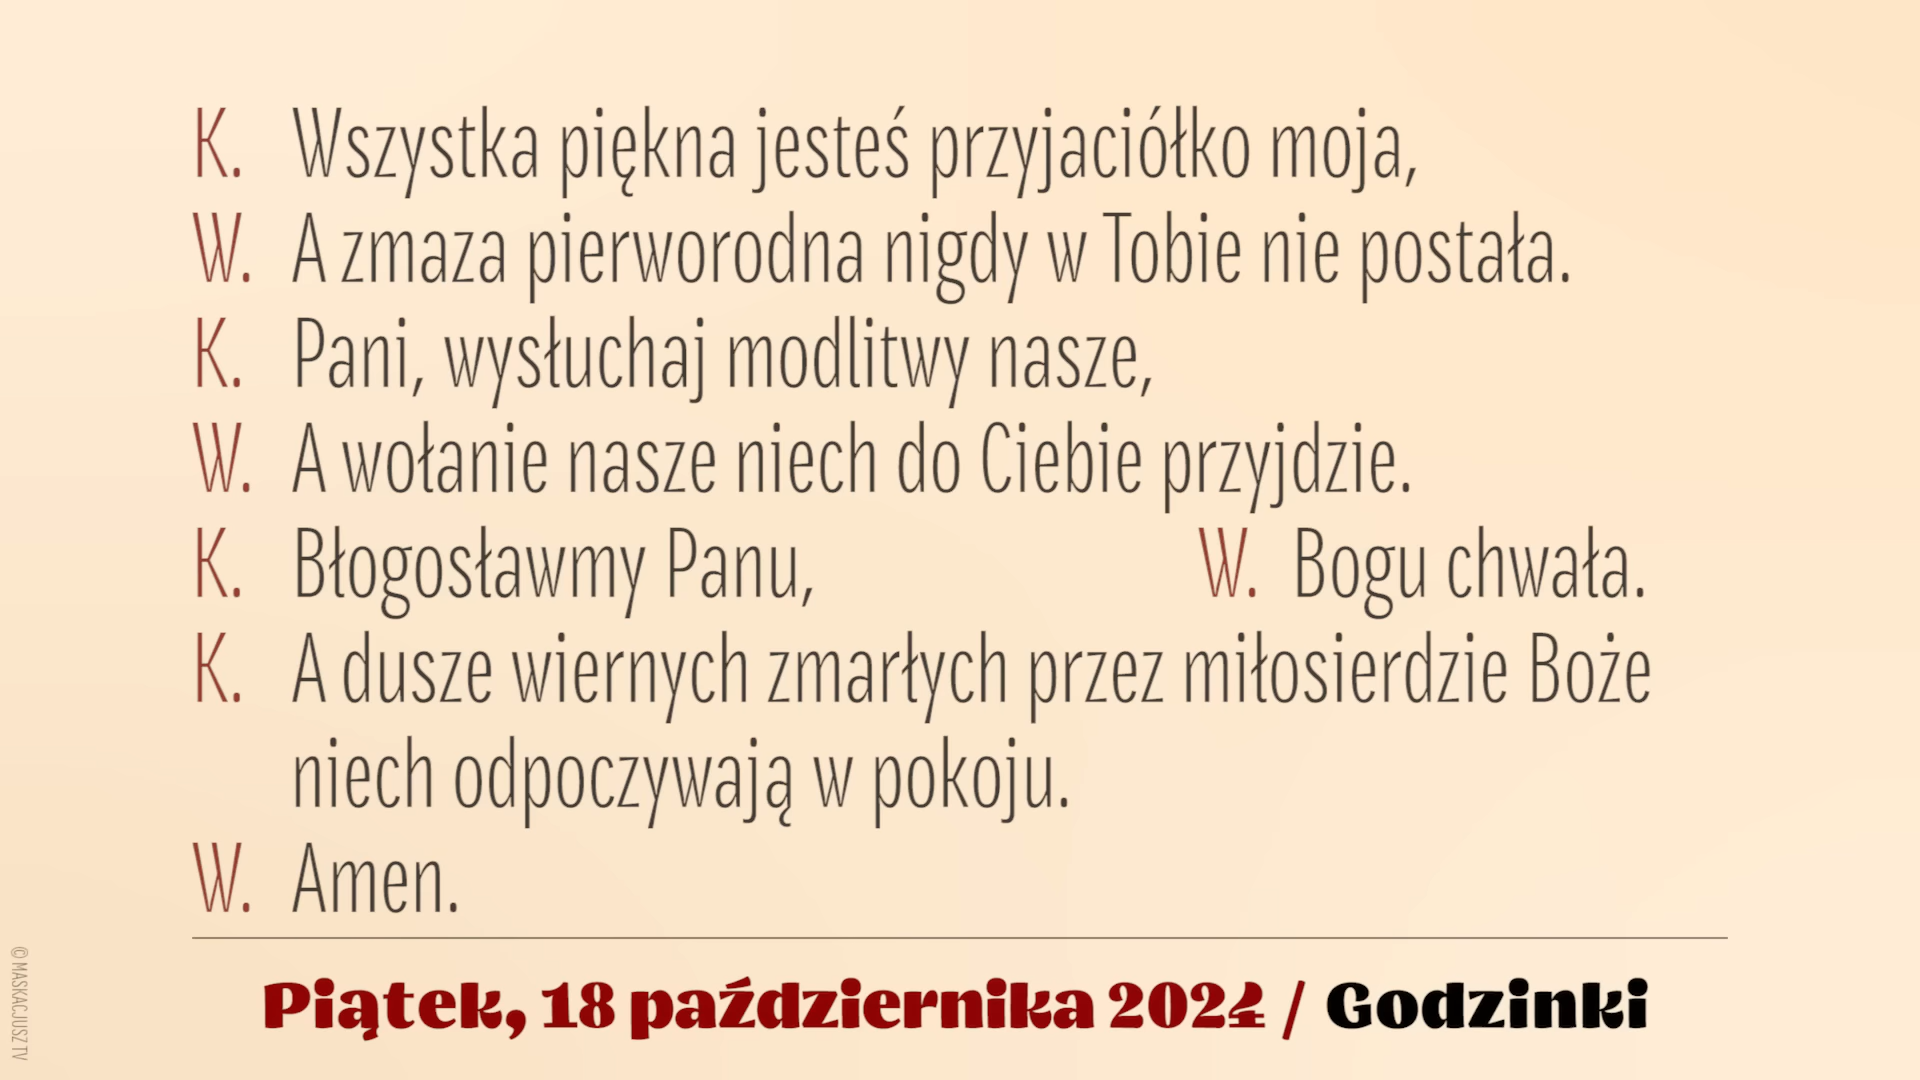 K. Wszystka piękna jesteś przyjaciółko moja,
W. A zmaza pierworodna nigdy w Tobie nie postała.
K. Pani, wysłuchaj modlitwy nasze,
W. A wołanie nasze niech do Ciebie przyjdzie.
K. Błogosławmy Panu, W. Bogu chwała.
K. A dusze wiernych zmarłych przez miłosierdzie Boże
niech odpoczywają w pokoju.
W. Amen.
Piątek, 18 października 2024 / Godzinki
© MASKACJUSZ TV